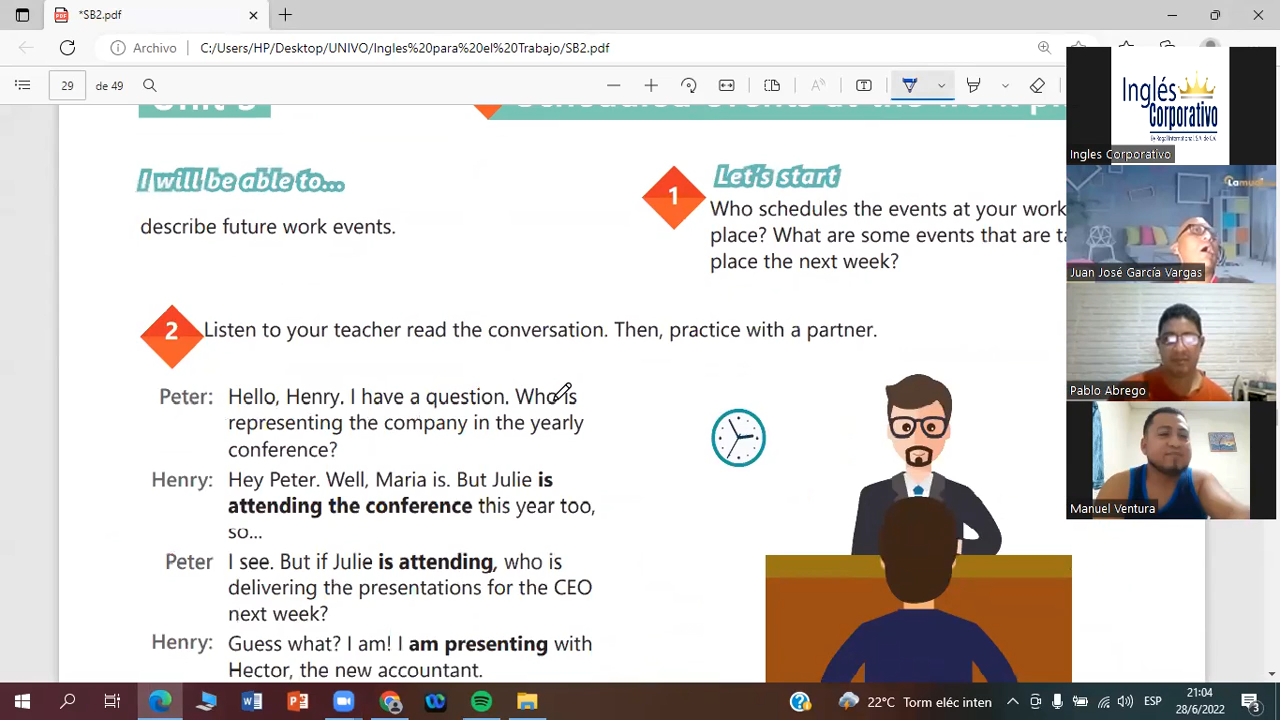 *SB2.pdf
Archivo
C:/Users/HP/Desktop/UNIVO/Ingles%20para%20el%20Trabajo/SB2.pdf
29
de 49
I will be able to...
describe future work events.
1
Let's start
Who schedules the events at your work
place? What are some events that are ta
place the next week?
2
Listen to your teacher read the conversation. Then, practice with a partner.
Peter: Hello, Henry. I have a question. Who is
representing the company in the yearly
conference?
Henry: Hey Peter. Well, Maria is. But Julie is
attending the conference this year too,
so...
Peter I see. But if Julie is attending, who is
delivering the presentations for the CEO
next week?
Henry: Guess what? I am! I am presenting with
Hector, the new accountant.
Inglés
Corporativo
Ingles Corporativo
Lamudi
Juan José García Vargas
Pablo Abrego
Manuel Ventura
22°C Torm eléc inten
ESP
21:04
28/6/2022
3